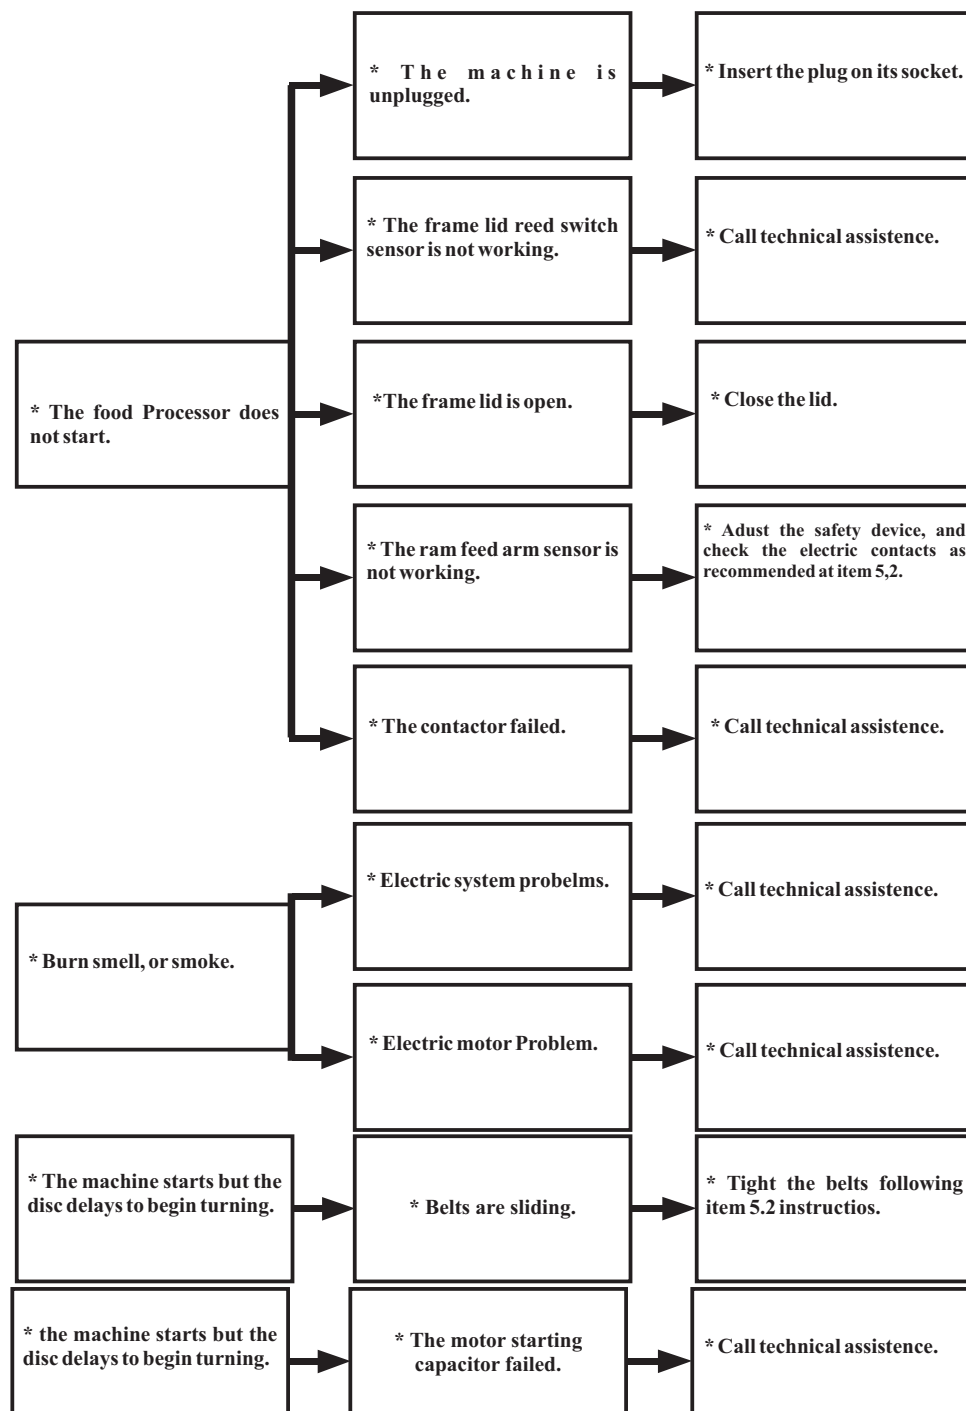 * The machine is
unplugged.
* Insert the plug on its socket.
* The frame lid reed switch
sensor is not working.
* Call technical assistence.
* The food Processor does
not start.
*The frame lid is open.
* Close the lid.
* The ram feed arm sensor is
not working.
* Adust the safety device, and
check the electric contacts as
recommended at item 5,2.
* The contactor failed.
* Call technical assistence.
* Burn smell, or smoke.
* Electric system probelms.
* Call technical assistence.
* Electric motor Problem.
* Call technical assistence.
* The machine starts but the
disc delays to begin turning.
* Belts are sliding.
* Tight the belts following
item 5.2 instructios.
* the machine starts but the
disc delays to begin turning.
* The motor starting
capacitor failed.
* Call technical assistence.